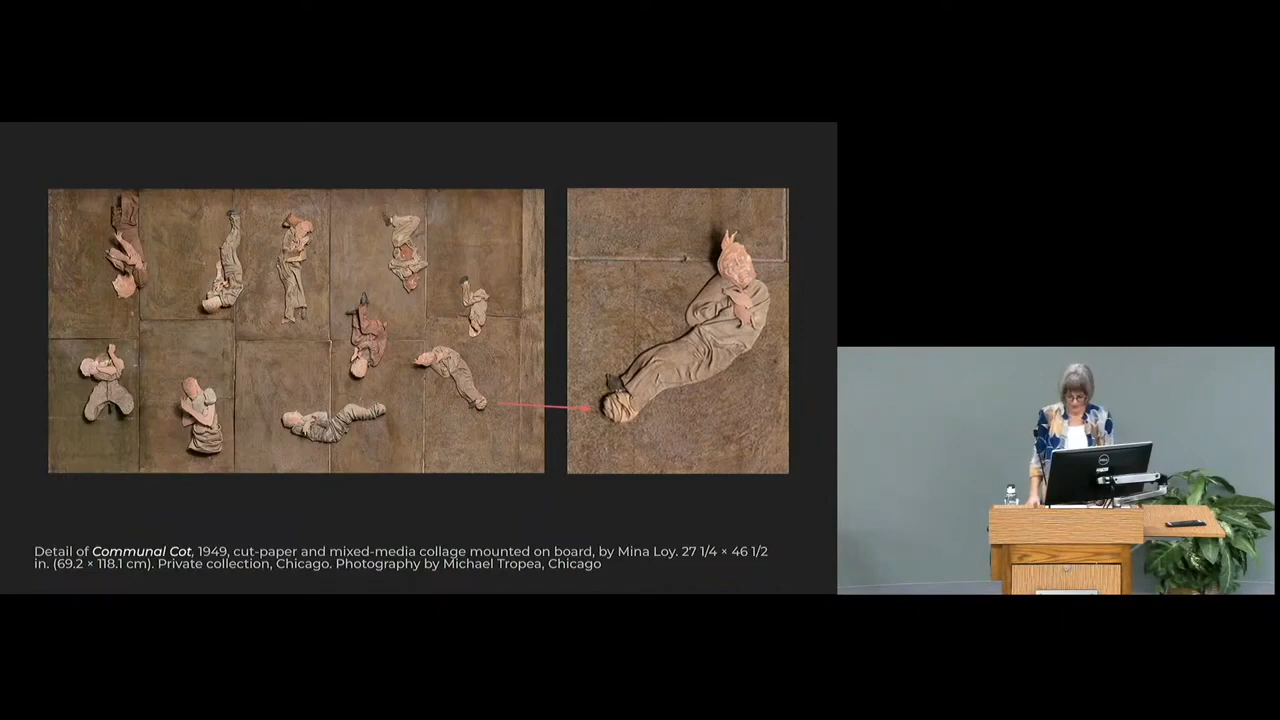 Detail of Communal Cot, 1949, cut-paper and mixed-media collage mounted on board, by Mina Loy. 27 1/4 × 46 1/2
in. (69.2 × 118.1 cm). Private collection, Chicago. Photography by Michael Tropea, Chicago
DELL